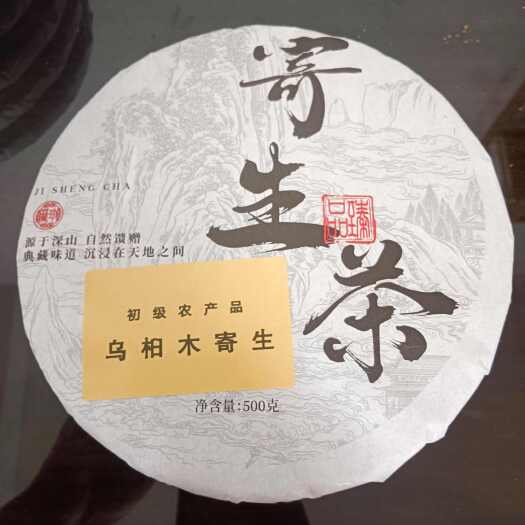 寄生茶
JI SHENG CHA
品臻
源于深山 自然馈赠
典藏味道 沉浸在天地之间
初级农产品
乌桕木寄生
净含量:500克